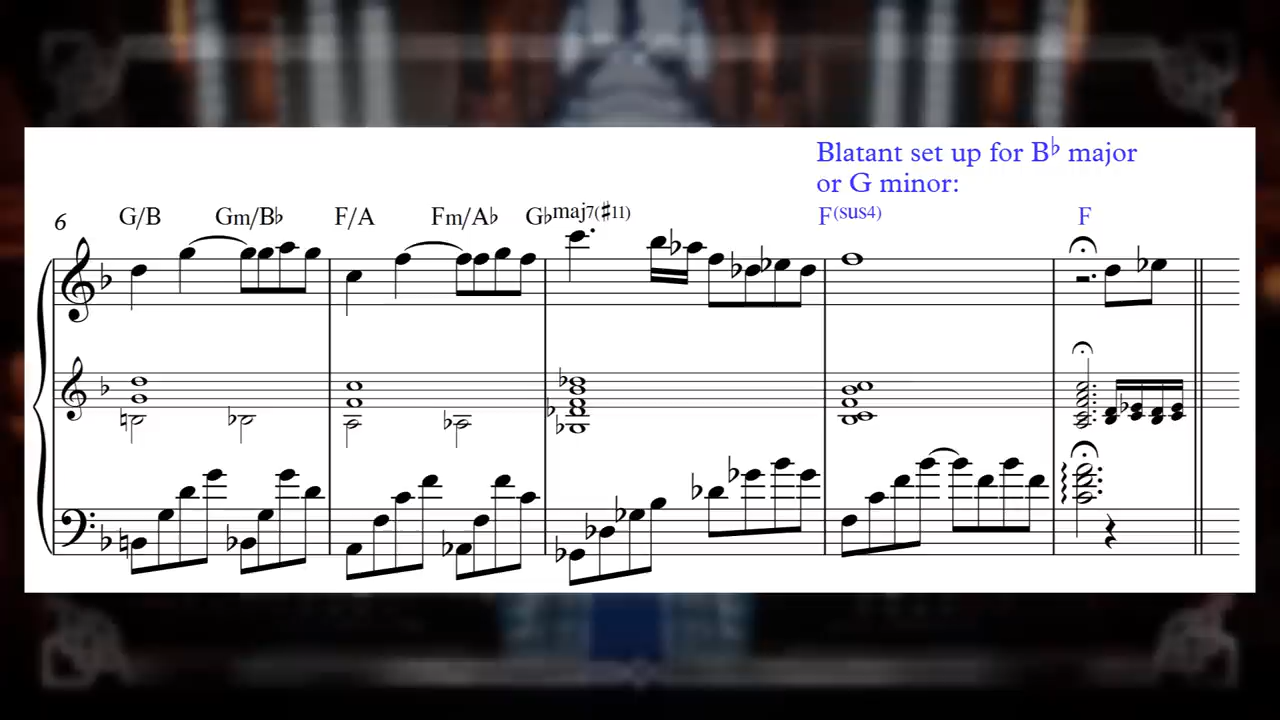 Blatant set up for B♭ major
or G minor:
6 G/B Gm/B♭ F/A Fm/A♭ G♭maj7(♯11) F(sus4) F